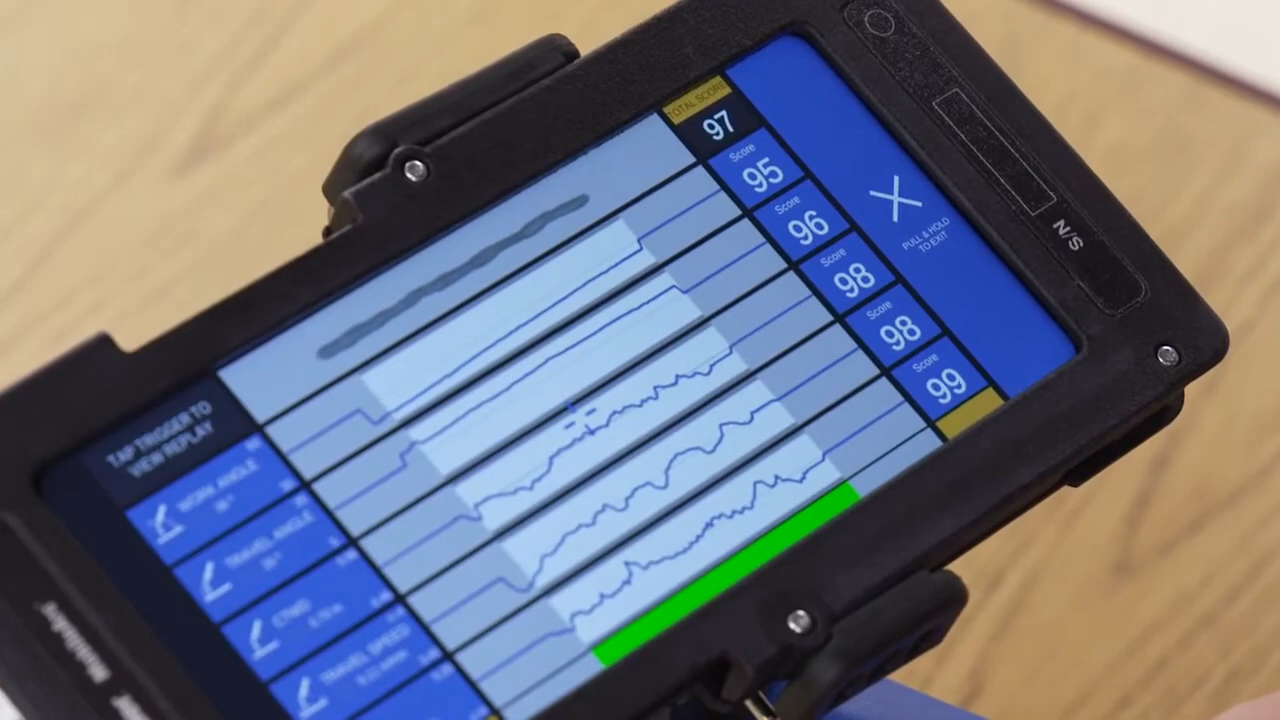 TOTAL SCORE
97
Score
95
Score
96
Score
98
Score
98
Score
99
PULL & HOLD
TO EXIT
S/N
TAP TRIGGER TO
VIEW REPLAY
WORK ANGLE
TRAVEL ANGLE
CTWD
TRAVEL SPEED